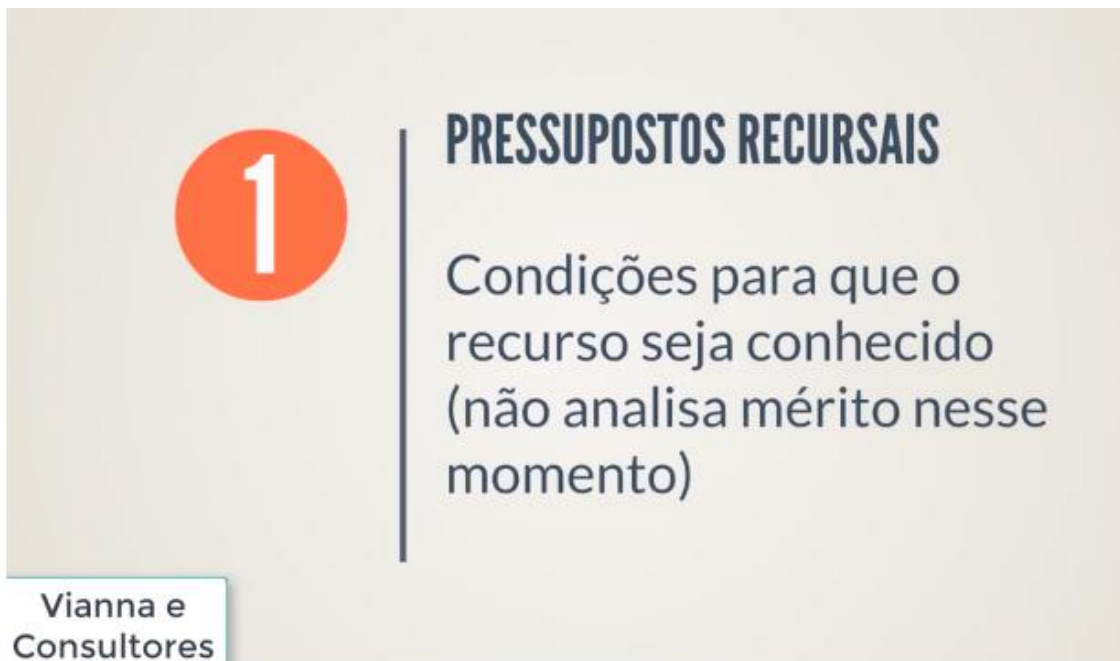 1
PRESSUPOSTOS RECURSAIS
Condições para que o
recurso seja conhecido
(não analisa mérito nesse
momento)
Vianna e
Consultores